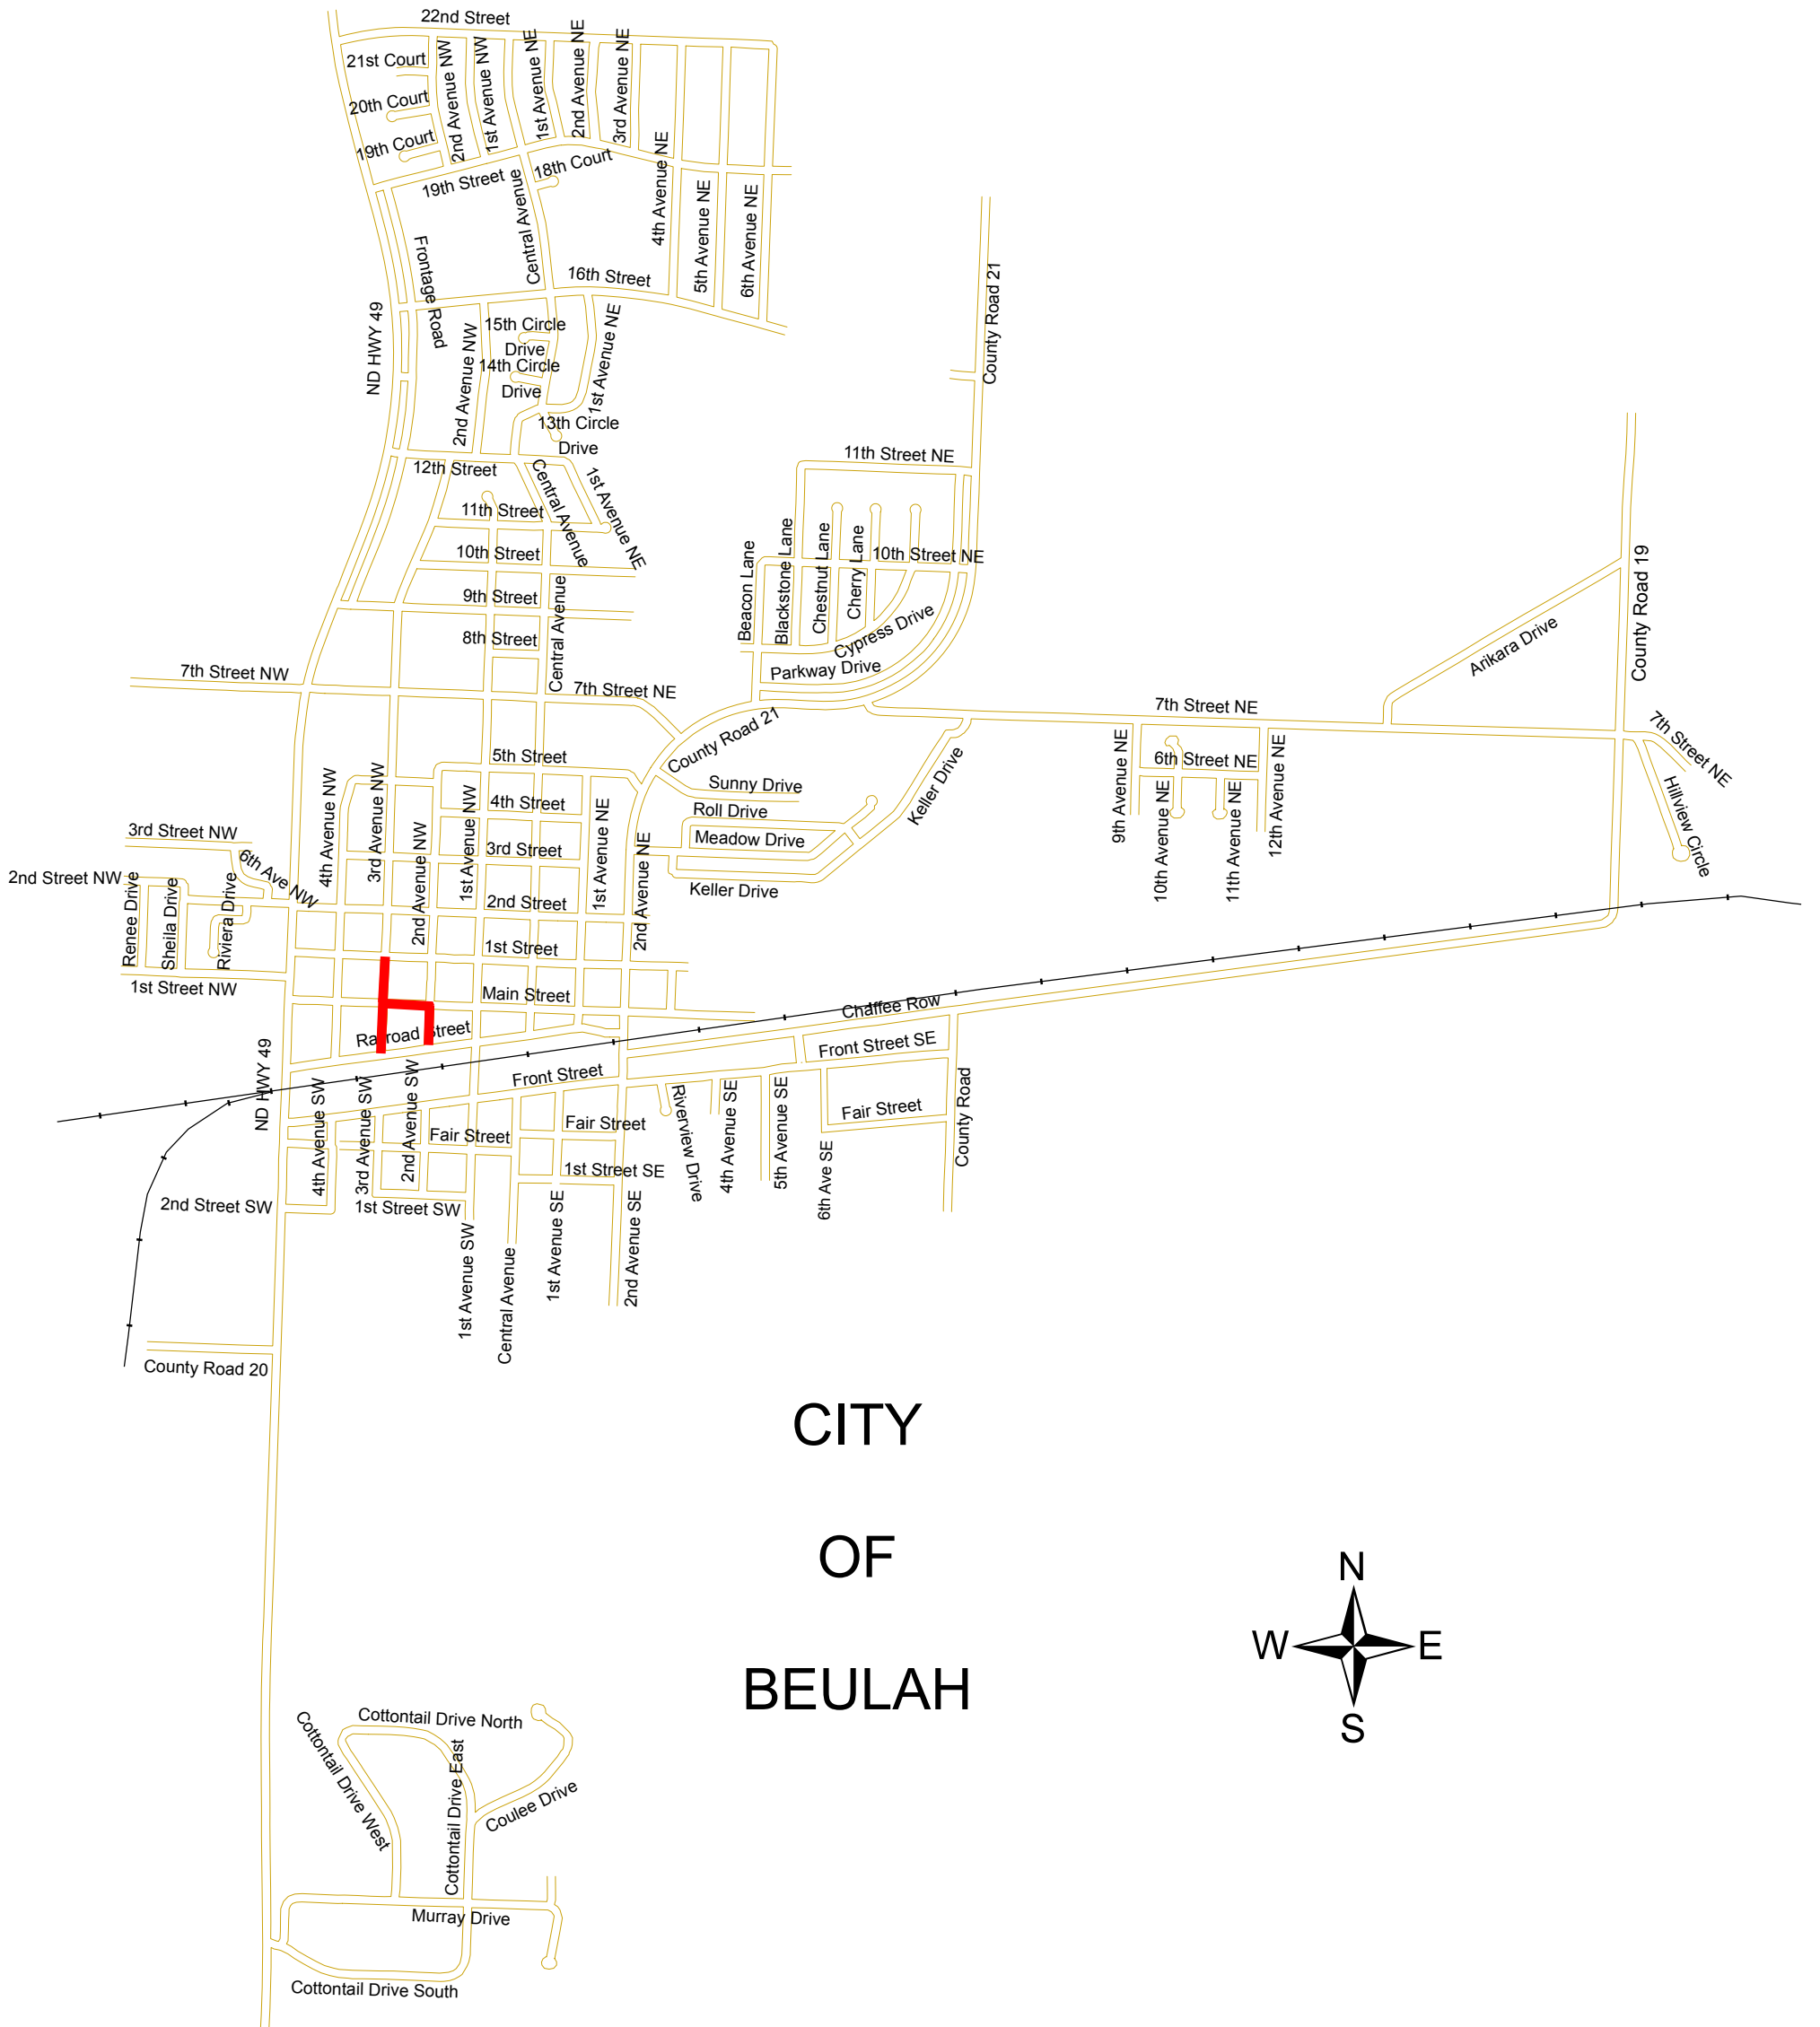 22nd Street
21st Court
20th Court
19th Court
2nd Avenue NW
1st Avenue NW
1st Avenue NE
2nd Avenue NE
3rd Avenue NE
19th Street
18th Court
Central Avenue
4th Avenue NE
5th Avenue NE
6th Avenue NE
16th Street
Frontage Road
ND HWY 49
County Road 21
15th Circle
Drive
14th Circle
Drive
2nd Avenue NW
1st Avenue NE
13th Circle
Drive
12th Street
Central Avenue
1st Avenue NE
11th Street NE
11th Street
10th Street
9th Street
8th Street
Central Avenue
Beacon Lane
Blackstone Lane
Chestnut Lane
Cherry Lane
10th Street NE
Cypress Drive
Parkway Drive
Arikara Drive
County Road 19
7th Street NW
7th Street NE
7th Street NE
7th Street NE
County Road 21
5th Street
Sunny Drive
Roll Drive
Meadow Drive
Keller Drive
Keller Drive
9th Avenue NE
6th Street NE
10th Avenue NE
11th Avenue NE
12th Avenue NE
Hillview Circle
4th Avenue NW
3rd Avenue NW
2nd Avenue NW
1st Avenue NW
4th Street
3rd Street
2nd Street
1st Street
1st Avenue NE
2nd Avenue NE
3rd Street NW
6th Ave NW
2nd Street NW
Renee Drive
Sheila Drive
Riviera Drive
1st Street NW
Main Street
Railroad Street
Chaffee Row
Front Street
Front Street SE
ND HWY 49
4th Avenue SW
3rd Avenue SW
2nd Avenue SW
Fair Street
Fair Street
Fair Street
Riverview Drive
4th Avenue SE
5th Avenue SE
6th Ave SE
County Road
1st Street SE
2nd Street SW
1st Street SW
1st Avenue SW
Central Avenue
1st Avenue SE
2nd Avenue SE
County Road 20
CITY
OF
BEULAH
N
W
E
S
Cottontail Drive North
Cottontail Drive West
Cottontail Drive East
Coulee Drive
Murray Drive
Cottontail Drive South